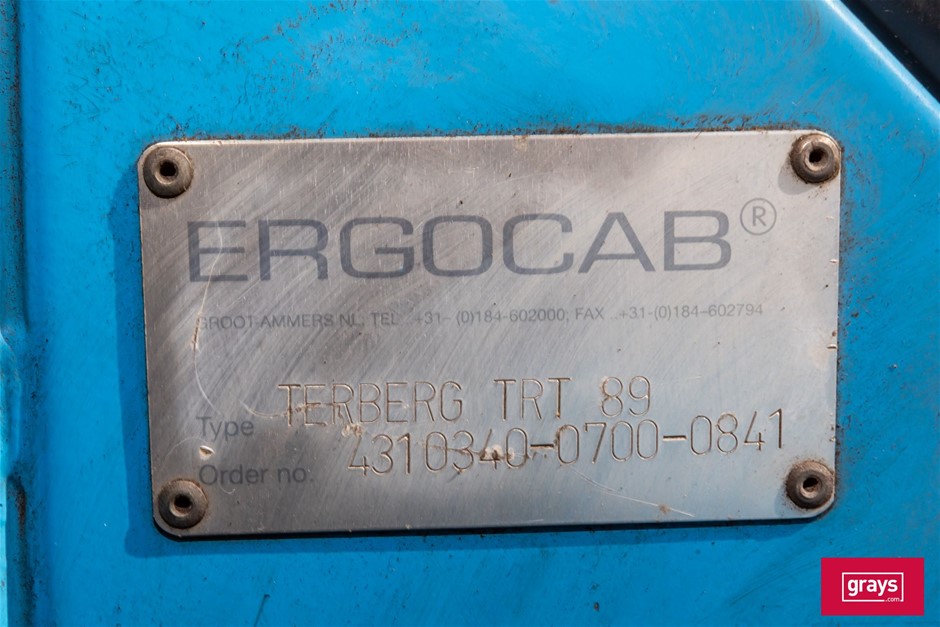 ERGOCAB®
GROOT-AMMERS NL, TEL..+31-(0)184-602000; FAX ..+31-(0)184-602794
Type TERBERG TRT 89
Order no. 4310340-0700-0841
grays
.com